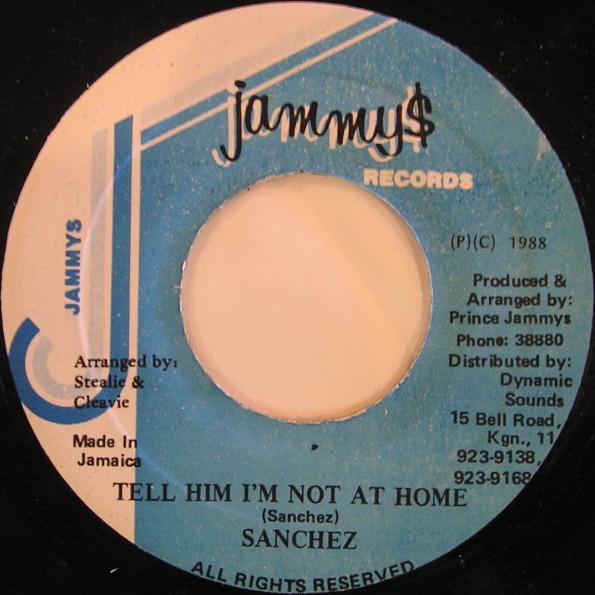 jammy$
RECORDS
JAMMYS
(P)(C) 1988
Produced &
Arranged by:
Prince Jammys
Phone: 38880
Distributed by:
Dynamic
Sounds
15 Bell Road,
Kgn., 11,
923-9138,
923-9168
Arranged by:
Stealie &
Cleavie
Made In
Jamaica
TELL HIM I'M NOT AT HOME
(Sanchez)
SANCHEZ
ALL RIGHTS RESERVED